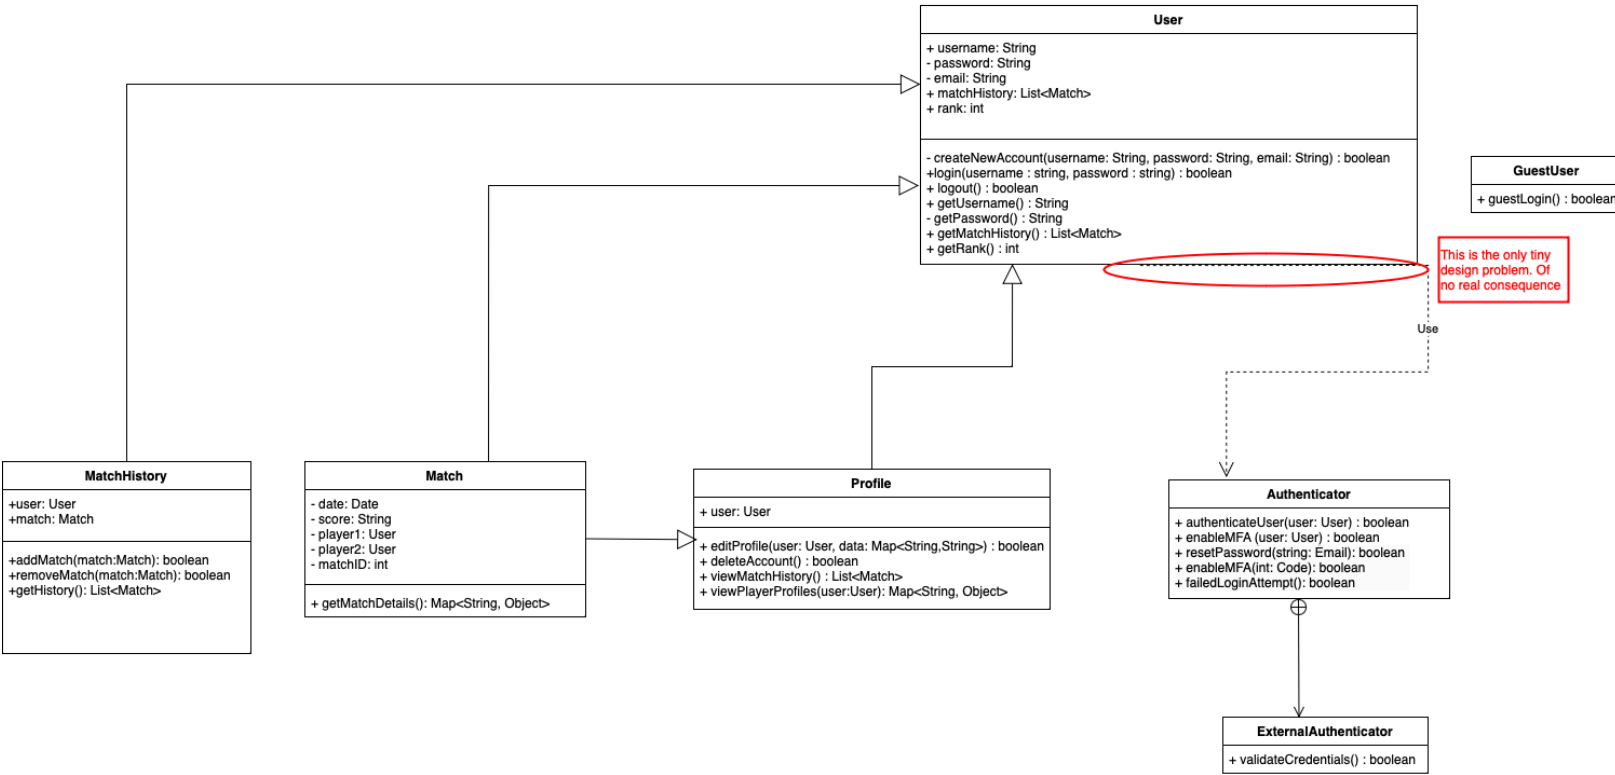 User
+ username: String
- password: String
- email: String
+ matchHistory: List<Match>
+ rank: int
- createNewAccount(username: String, password: String, email: String) : boolean
+login(username : string, password : string) : boolean
+ logout() : boolean
+ getUsername() : String
- getPassword() : String
+ getMatchHistory() : List<Match>
+ getRank() : int
GuestUser
+ guestLogin() : boolean
This is the only tiny
design problem. Of
no real consequence
Use
MatchHistory
+user: User
+match: Match
+addMatch(match:Match): boolean
+removeMatch(match:Match): boolean
+getHistory(): List<Match>
Match
- date: Date
- score: String
- player1: User
- player2: User
- matchID: int
+ getMatchDetails(): Map<String, Object>
Profile
+ user: User
+ editProfile(user: User, data: Map<String,String>) : boolean
+ deleteAccount() : boolean
+ viewMatchHistory() : List<Match>
+ viewPlayerProfiles(user:User): Map<String, Object>
Authenticator
+ authenticateUser(user: User) : boolean
+ enableMFA (user: User) : boolean
+ resetPassword(string: Email): boolean
+ enableMFA(int: Code): boolean
+ failedLoginAttempt(): boolean
ExternalAuthenticator
+ validateCredentials() : boolean